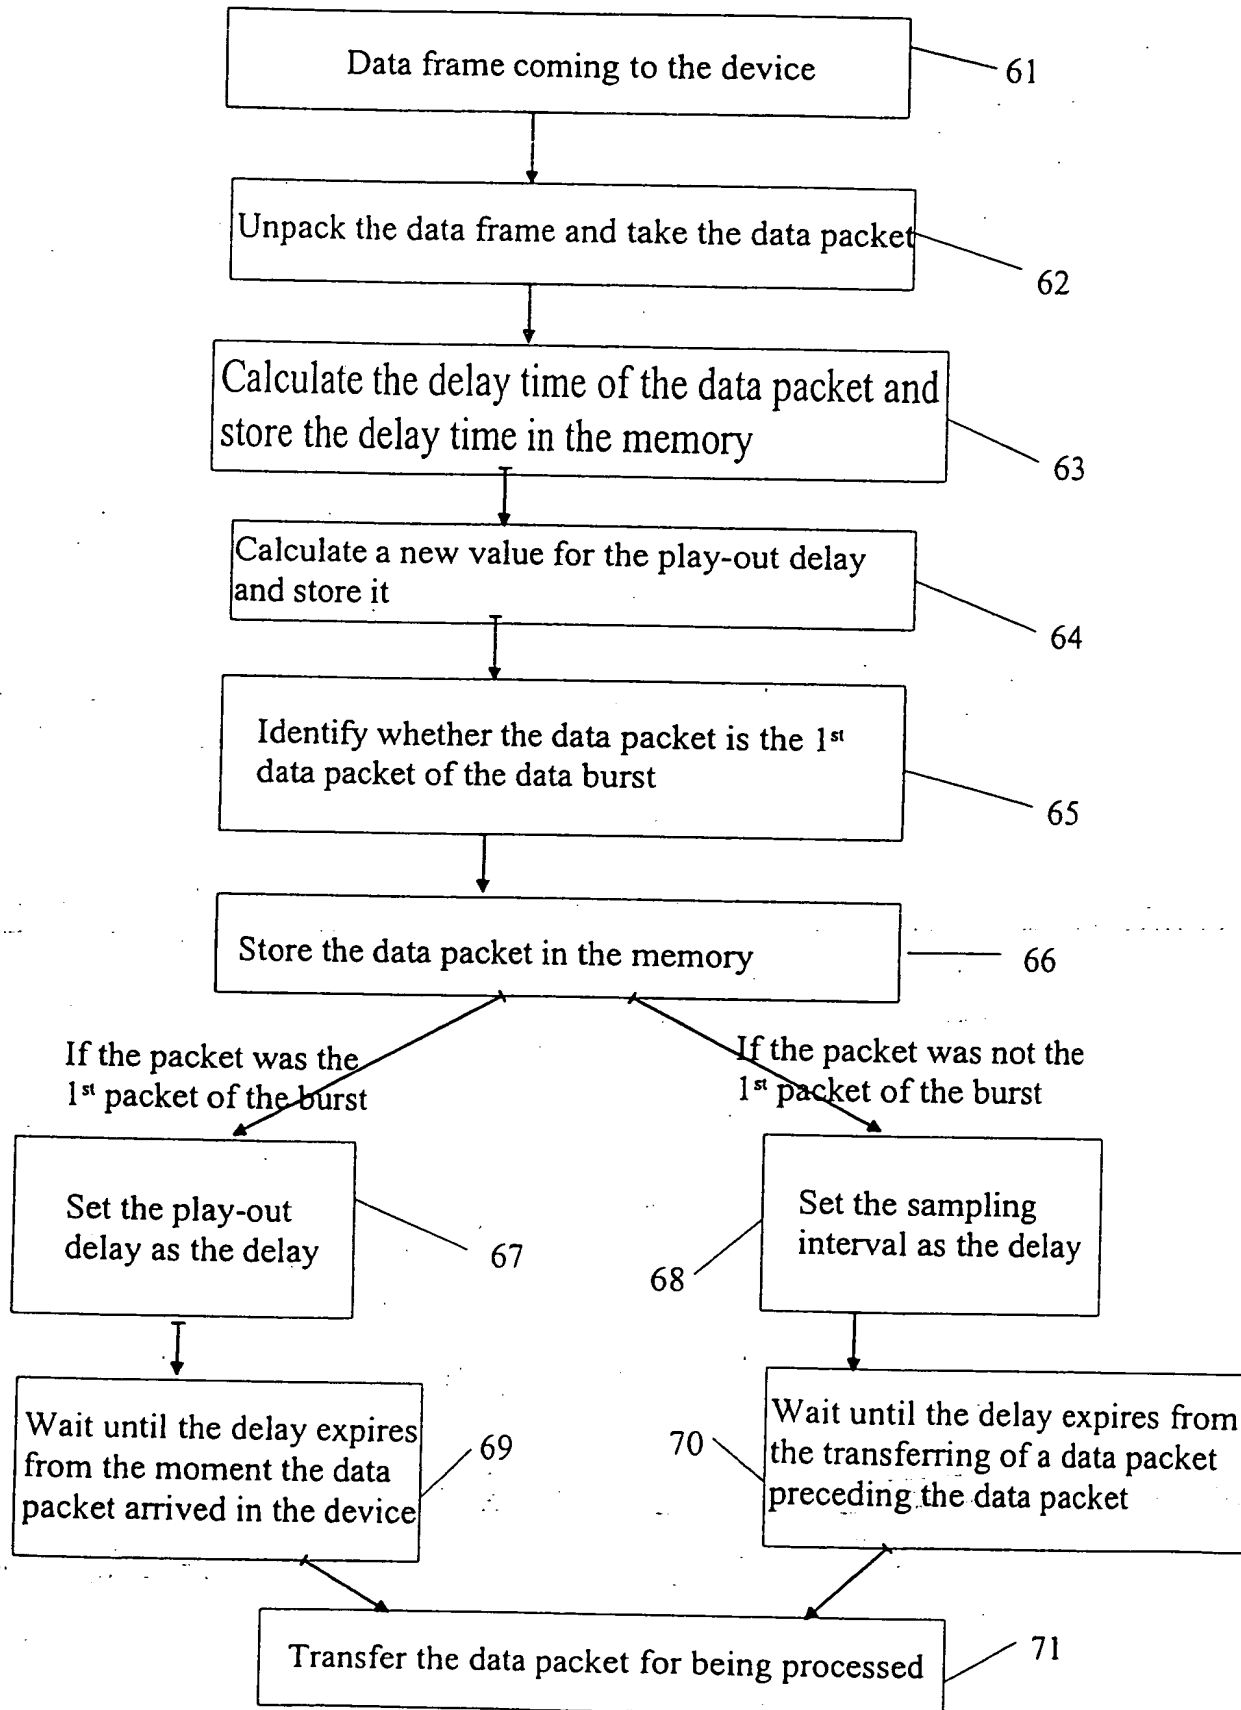 Data frame coming to the device
61
Unpack the data frame and take the data packet
62
Calculate the delay time of the data packet and
store the delay time in the memory
63
Calculate a new value for the play-out delay
and store it
64
Identify whether the data packet is the 1st
data packet of the data burst
65
Store the data packet in the memory
66
If the packet was the
1st packet of the burst
If the packet was not the
1st packet of the burst
Set the play-out
delay as the delay
67
Set the sampling
interval as the delay
68
Wait until the delay expires
from the moment the data
packet arrived in the device
69
Wait until the delay expires from
the transferring of a data packet
preceding the data packet
70
Transfer the data packet for being processed
71